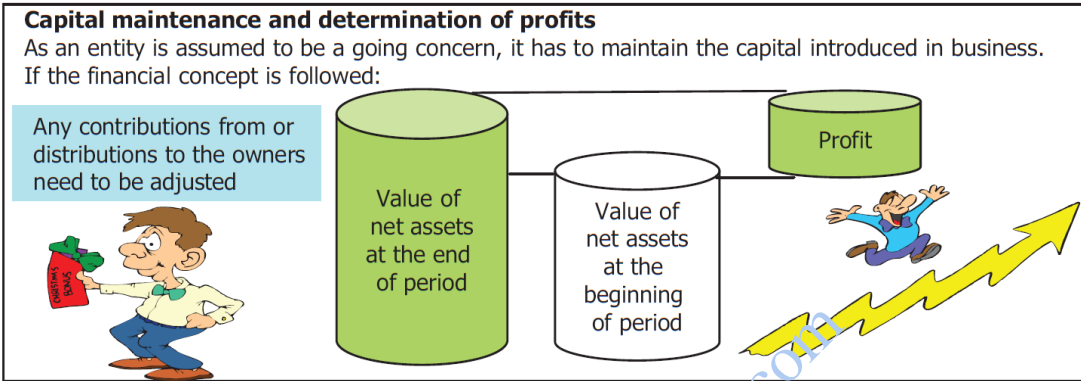 Capital maintenance and determination of profits
As an entity is assumed to be a going concern, it has to maintain the capital introduced in business.
If the financial concept is followed:
Any contributions from or
distributions to the owners
need to be adjusted
CHRISTMAS
BONUS
Value of
net assets
at the end
of period
Value of
net assets
at the
beginning
of period
Profit
com